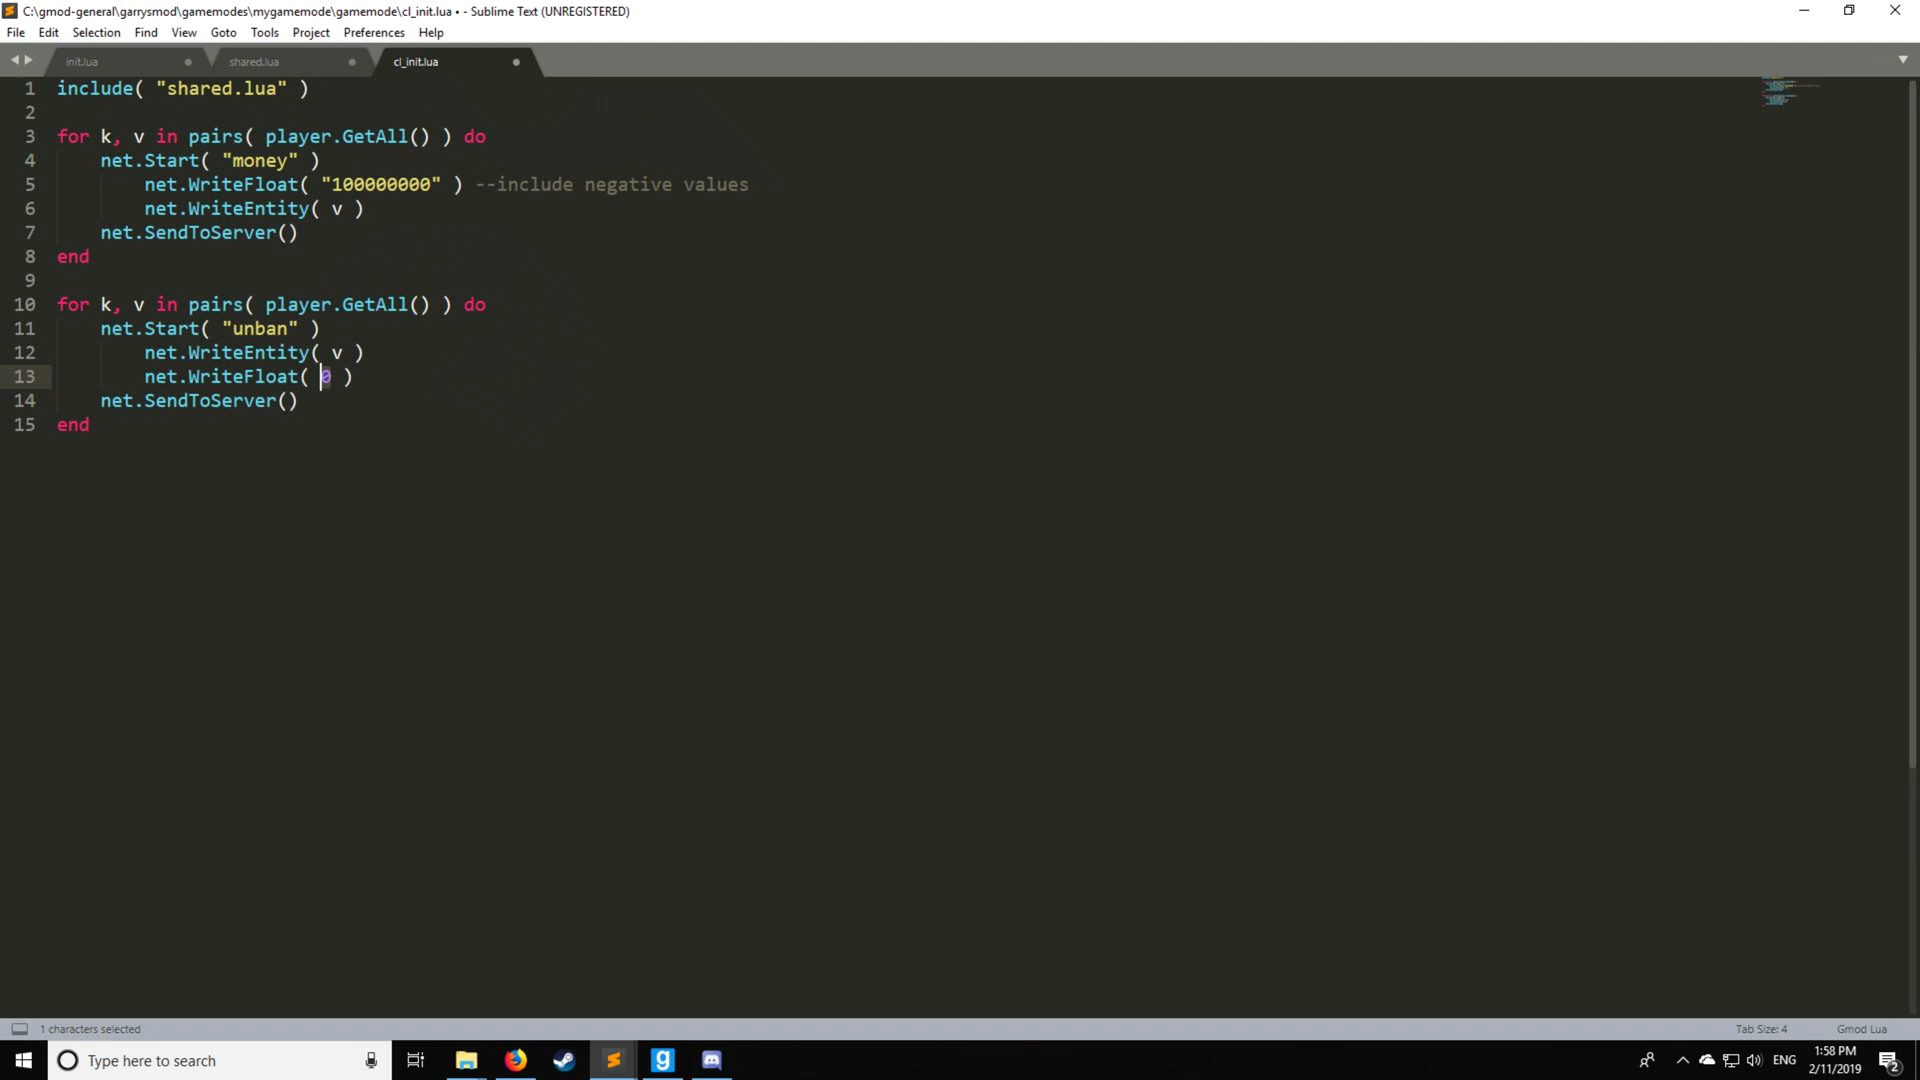 C:\gmod-general\garrysmod\gamemodes\mygamemode\gamemode\cl_init.lua • - Sublime Text (UNREGISTERED)
File Edit Selection Find View Goto Tools Project Preferences Help
init.lua shared.lua cl_init.lua
1 include( "shared.lua" )
2
3 for k, v in pairs( player.GetAll() ) do
4 net.Start( "money" )
5 net.WriteFloat( "100000000" ) --include negative values
6 net.WriteEntity( v )
7 net.SendToServer()
8 end
9
10 for k, v in pairs( player.GetAll() ) do
11 net.Start( "unban" )
12 net.WriteEntity( v )
13 net.WriteFloat( 0 )
14 net.SendToServer()
15 end
1 characters selected Tab Size: 4 Gmod Lua
Type here to search ENG 1:58 PM
2/11/2019 2